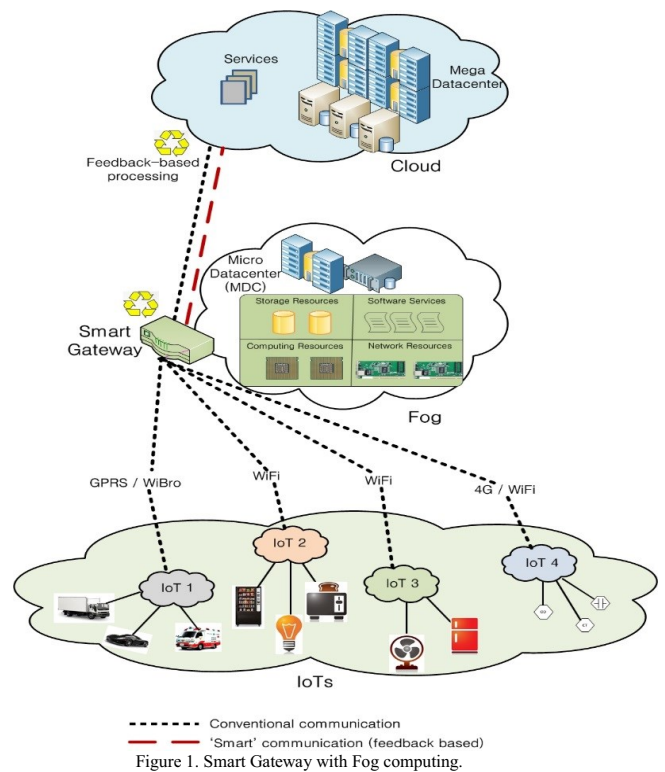 Services
Mega
Datacenter
Cloud
Feedback-based
processing
Micro
Datacenter
(MDC)
Storage Resources
Software Services
Computing Resources
Network Resources
Smart
Gateway
Fog
GPRS / WiBro
WiFi
WiFi
4G / WiFi
IoT 1
IoT 2
IoT 3
IoT 4
IoTs
Conventional communication
'Smart' communication (feedback based)
Figure 1. Smart Gateway with Fog computing.